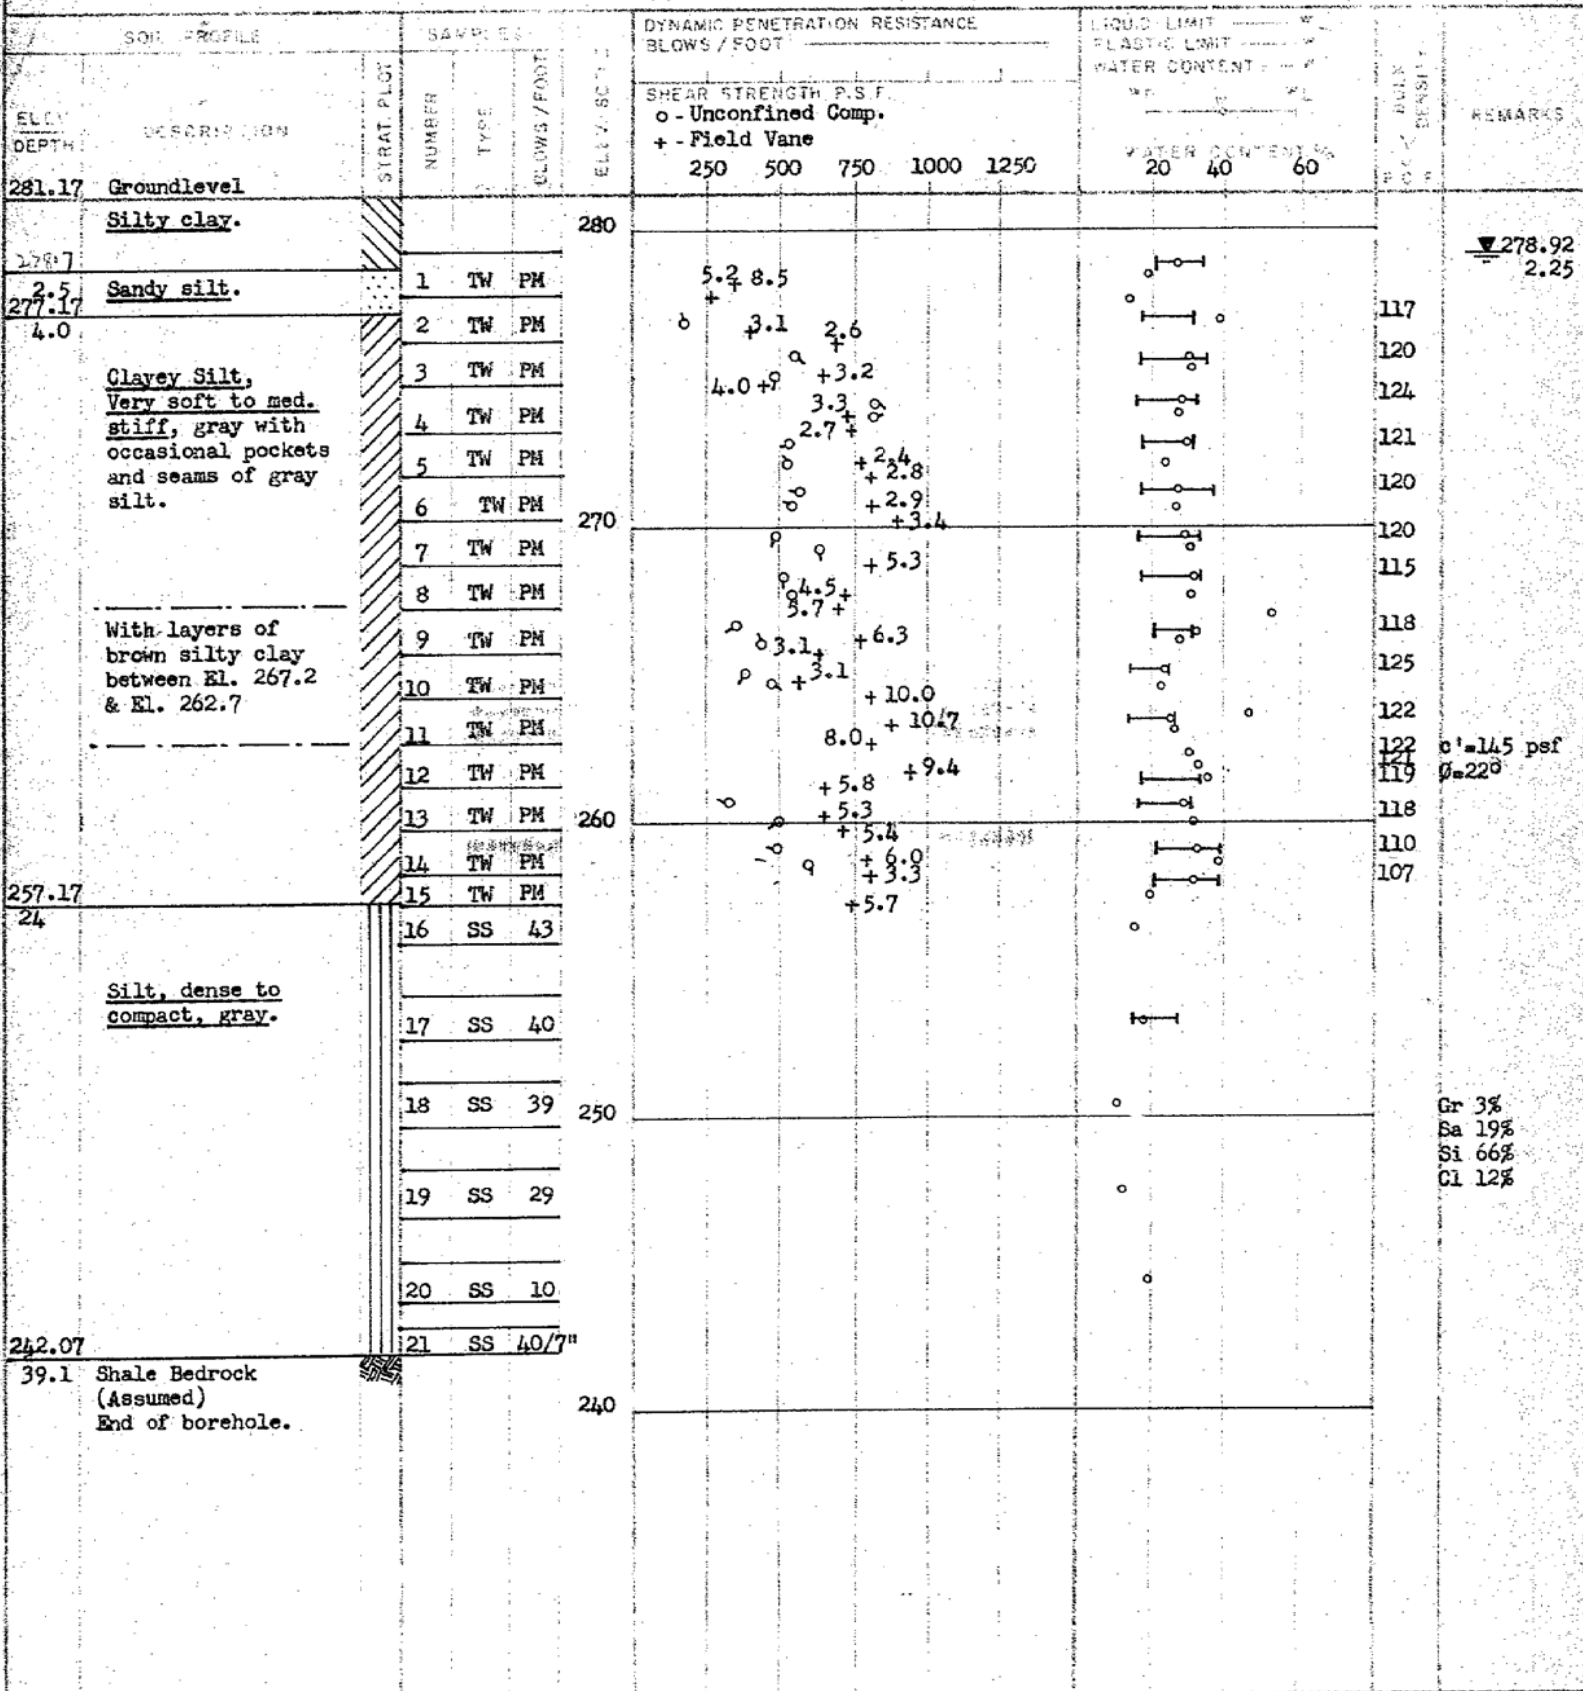 SOIL PROFILE
SAMPLES
DYNAMIC PENETRATION RESISTANCE
BLOWS / FOOT
LIQUID LIMIT
PLASTIC LIMIT
WATER CONTENT
SHEAR STRENGTH P.S.F.
o - Unconfined Comp.
+ - Field Vane
ELEV
DEPTH
DESCRIPTION
STRAT. PLOT
NUMBER
TYPE
BLOWS / FOOT
ELEV. SCALE
WATER CONTENT %
BULK DENSITY
P.C.F
REMARKS
250 500 750 1000 1250
20 40 60
281.17 Groundlevel
Silty clay.
280
278.92
2.25
278.7
2.5 Sandy silt.
277.17
4.0
1 TW PM
5.2 8.5
2 TW PM
3.1 2.6
117
3 TW PM
4.0 3.2
120
Clayey Silt,
Very soft to med.
stiff, gray with
occasional pockets
and seams of gray
silt.
4 TW PM
3.3
2.7
124
5 TW PM
2.4
2.8
121
6 TW PM
2.9
3.4
120
270
7 TW PM
5.3
120
8 TW PM
4.5
5.7
115
With layers of
brown silty clay
between El. 267.2
& El. 262.7
9 TW PM
3.1 6.3
118
10 TW PM
3.1
10.0
125
11 TW PM
10.7
8.0
122
12 TW PM
9.4
5.8
122 c'=145 psf
121
119 Ø=22°
13 TW PM
5.3
118
260
5.4
14 TW PM
6.0
3.3
110
107
257.17
24
15 TW PM
5.7
16 SS 43
Silt, dense to
compact, gray.
17 SS 40
18 SS 39
250
Gr 3%
Sa 19%
Si 66%
Cl 12%
19 SS 29
20 SS 10
21 SS 40/7"
242.07
39.1 Shale Bedrock
(Assumed)
End of borehole.
240